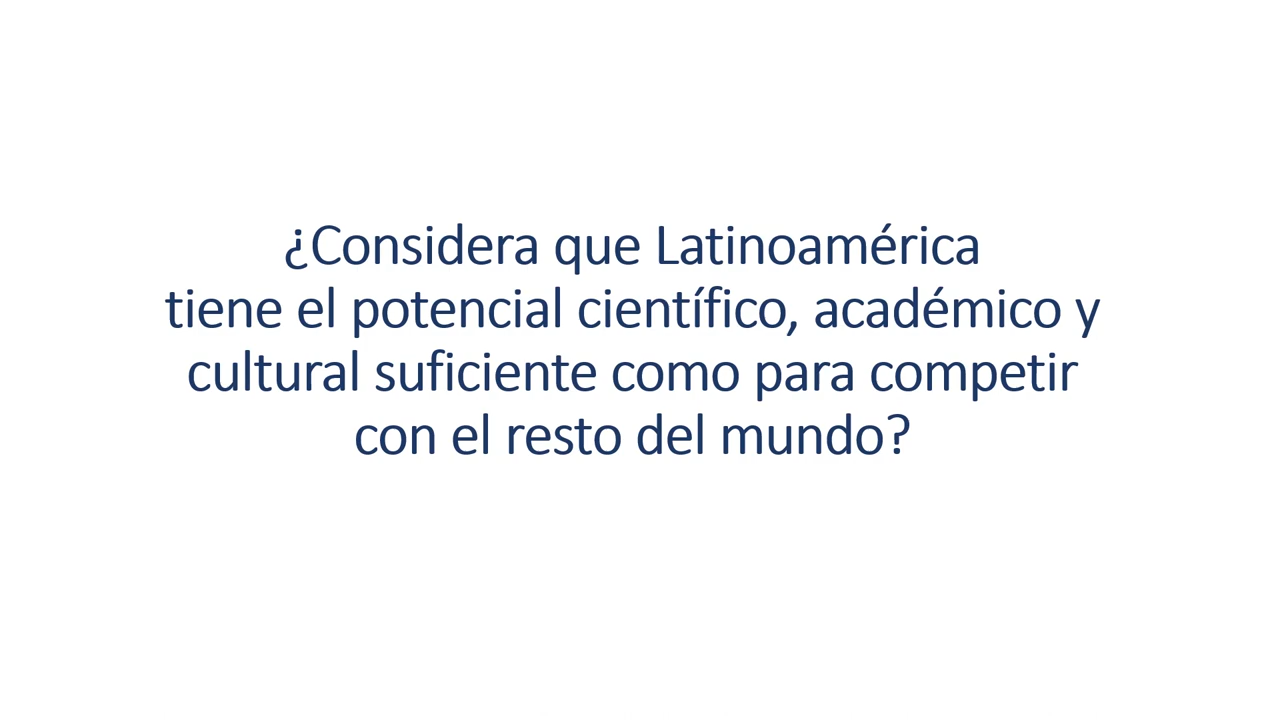 ¿Considera que Latinoamérica
tiene el potencial científico, académico y
cultural suficiente como para competir
con el resto del mundo?